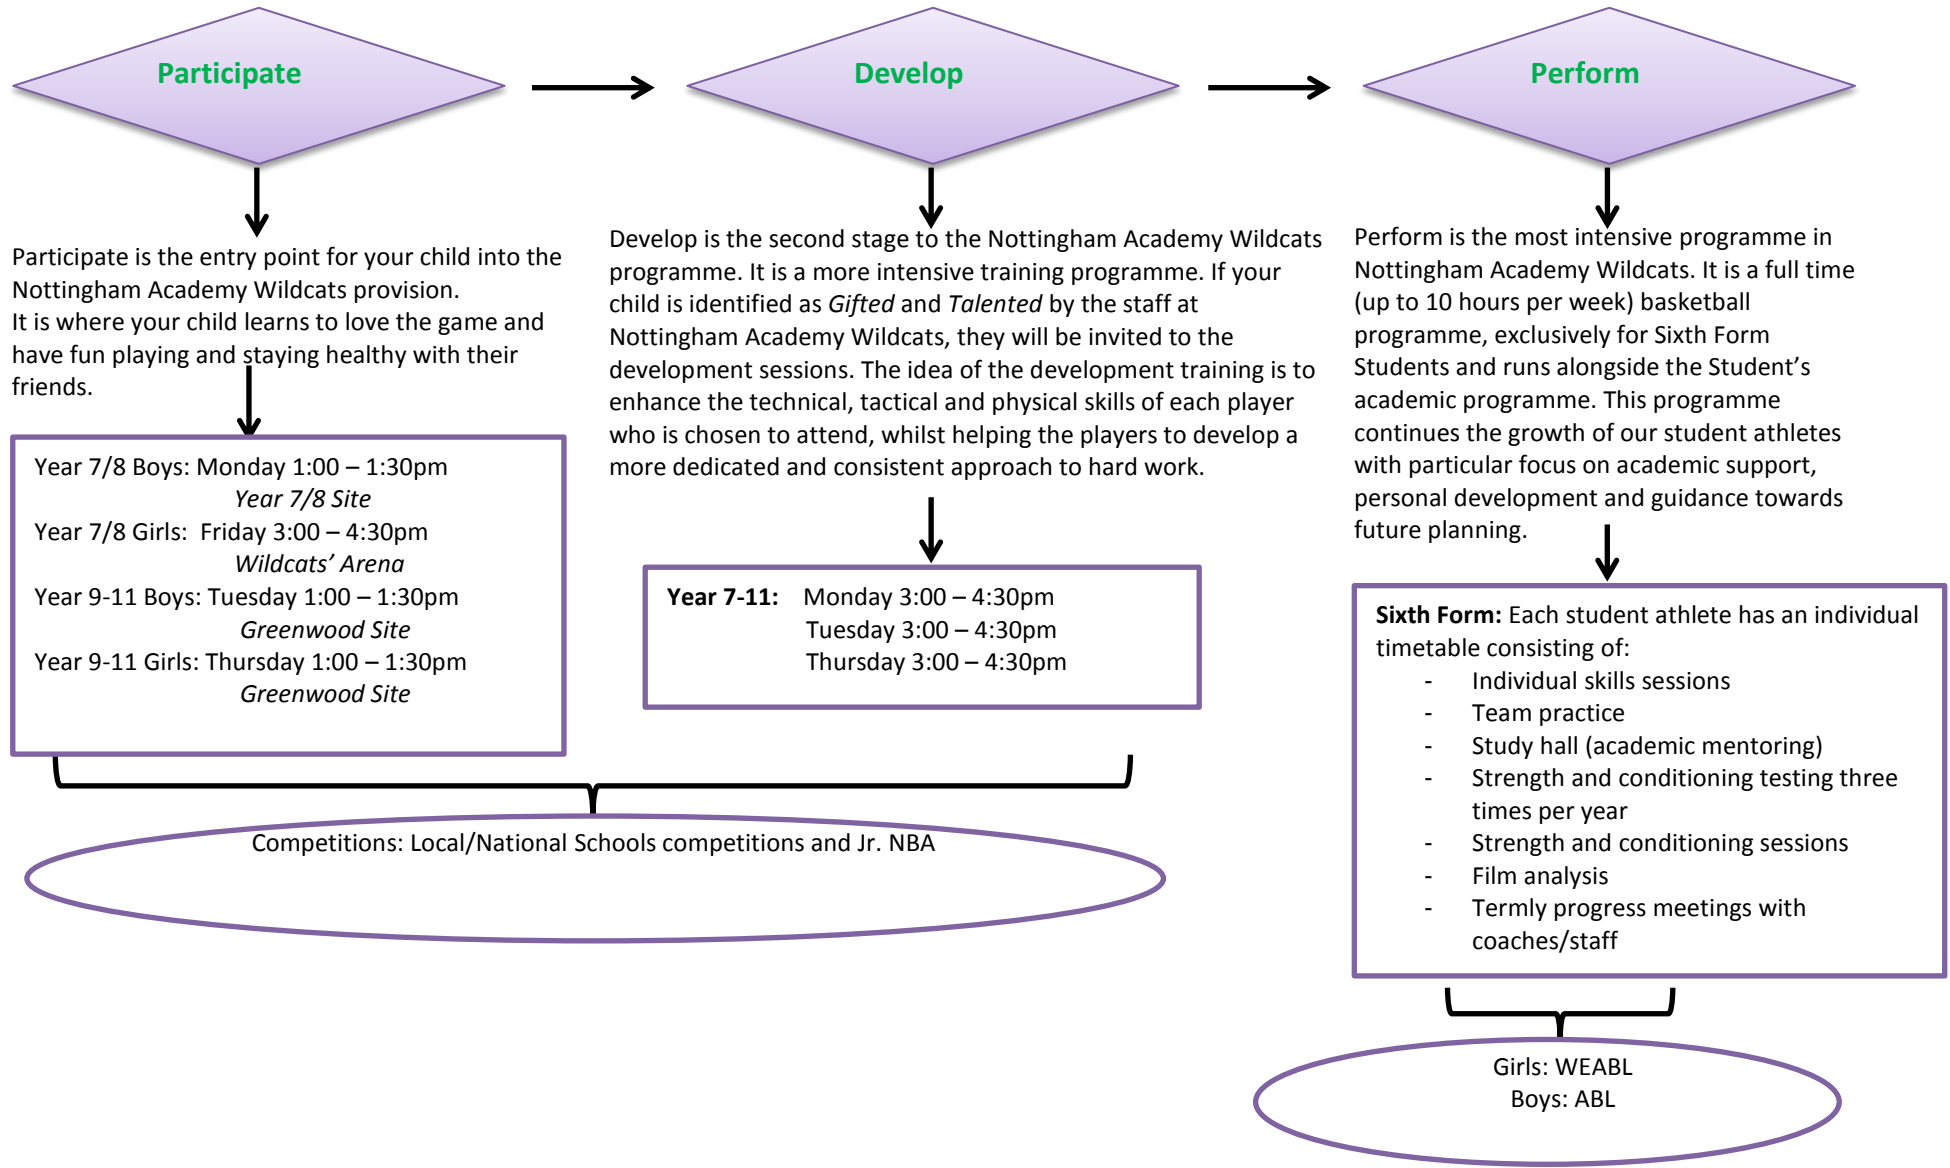 Participate
Develop
Perform
Participate is the entry point for your child into the
Nottingham Academy Wildcats provision.
It is where your child learns to love the game and
have fun playing and staying healthy with their
friends.
Year 7/8 Boys: Monday 1:00 – 1:30pm
Year 7/8 Site
Year 7/8 Girls:  Friday 3:00 – 4:30pm
Wildcats’ Arena
Year 9-11 Boys: Tuesday 1:00 – 1:30pm
Greenwood Site
Year 9-11 Girls: Thursday 1:00 – 1:30pm
Greenwood Site
Develop is the second stage to the Nottingham Academy Wildcats
programme. It is a more intensive training programme. If your
child is identified as Gifted and Talented by the staff at
Nottingham Academy Wildcats, they will be invited to the
development sessions. The idea of the development training is to
enhance the technical, tactical and physical skills of each player
who is chosen to attend, whilst helping the players to develop a
more dedicated and consistent approach to hard work.
Year 7-11: Monday 3:00 – 4:30pm
Tuesday 3:00 – 4:30pm
Thursday 3:00 – 4:30pm
Competitions: Local/National Schools competitions and Jr. NBA
Perform is the most intensive programme in
Nottingham Academy Wildcats. It is a full time
(up to 10 hours per week) basketball
programme, exclusively for Sixth Form
Students and runs alongside the Student’s
academic programme. This programme
continues the growth of our student athletes
with particular focus on academic support,
personal development and guidance towards
future planning.
Sixth Form: Each student athlete has an individual
timetable consisting of:
- Individual skills sessions
- Team practice
- Study hall (academic mentoring)
- Strength and conditioning testing three
times per year
- Strength and conditioning sessions
- Film analysis
- Termly progress meetings with
coaches/staff
Girls: WEABL
Boys: ABL